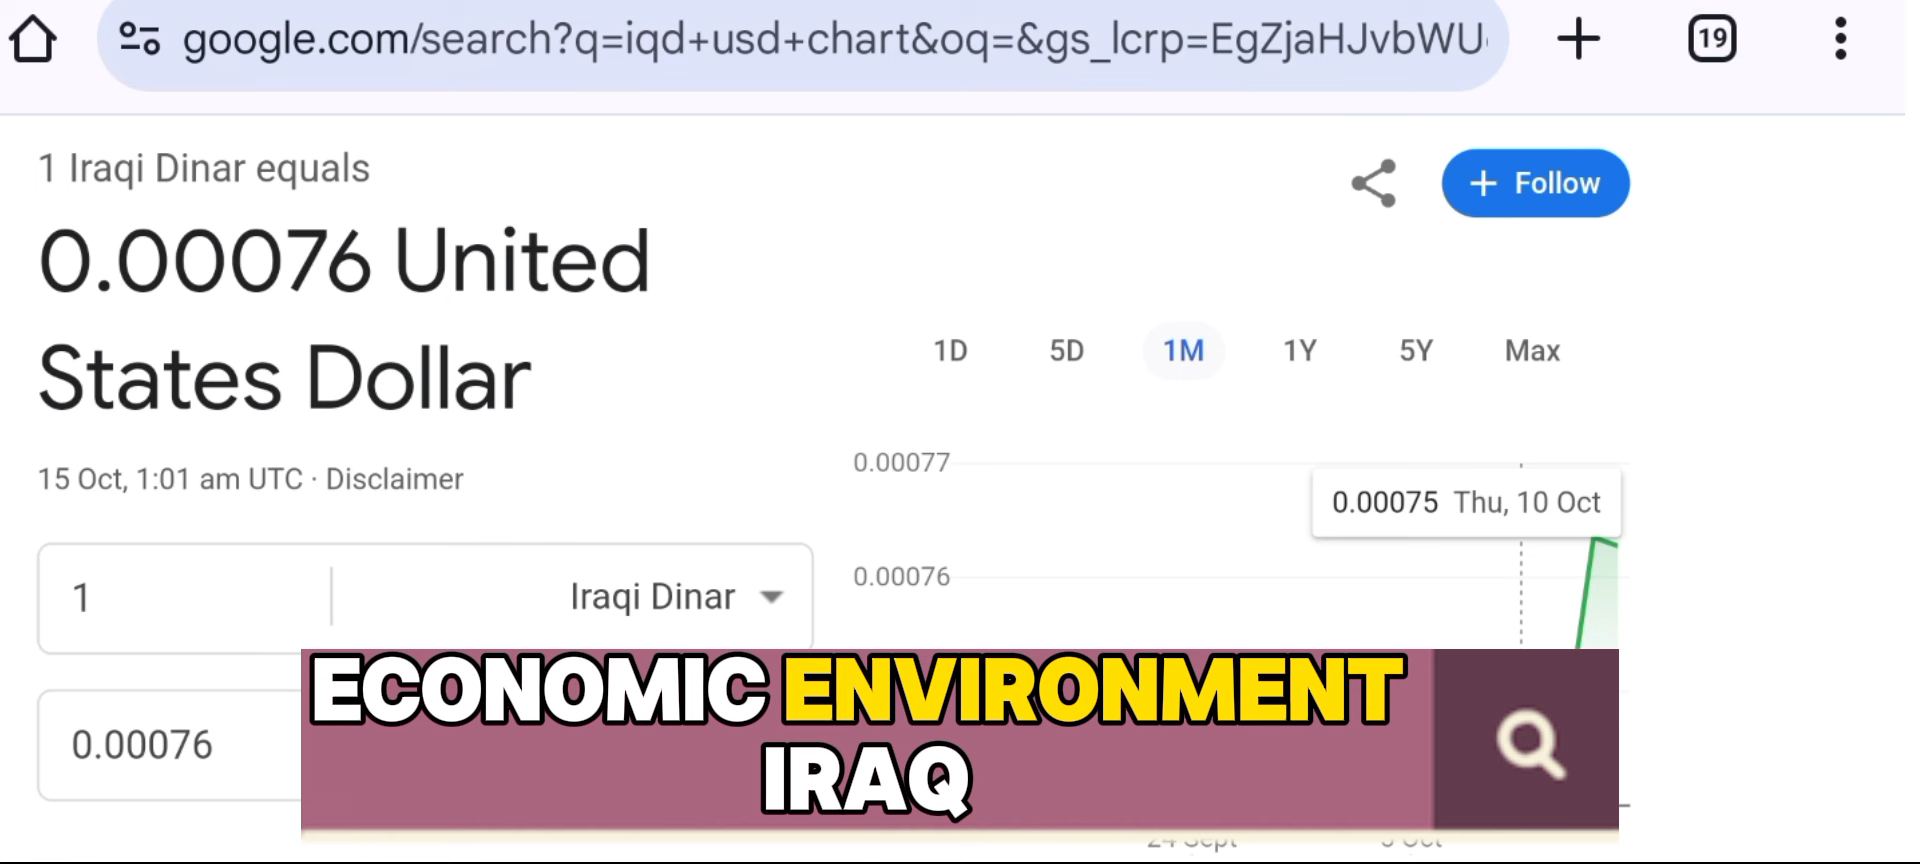 google.com/search?q=iqd+usd+chart&oq=&gs_lcrp=EgZjaHJvbWU
19
1 Iraqi Dinar equals
0.00076 United
States Dollar
15 Oct, 1:01 am UTC · Disclaimer
+ Follow
1D 5D 1M 1Y 5Y Max
0.00077
0.00075 Thu, 10 Oct
0.00076
1 Iraqi Dinar
0.00076
ECONOMIC ENVIRONMENT
IRAQ
24 Sept